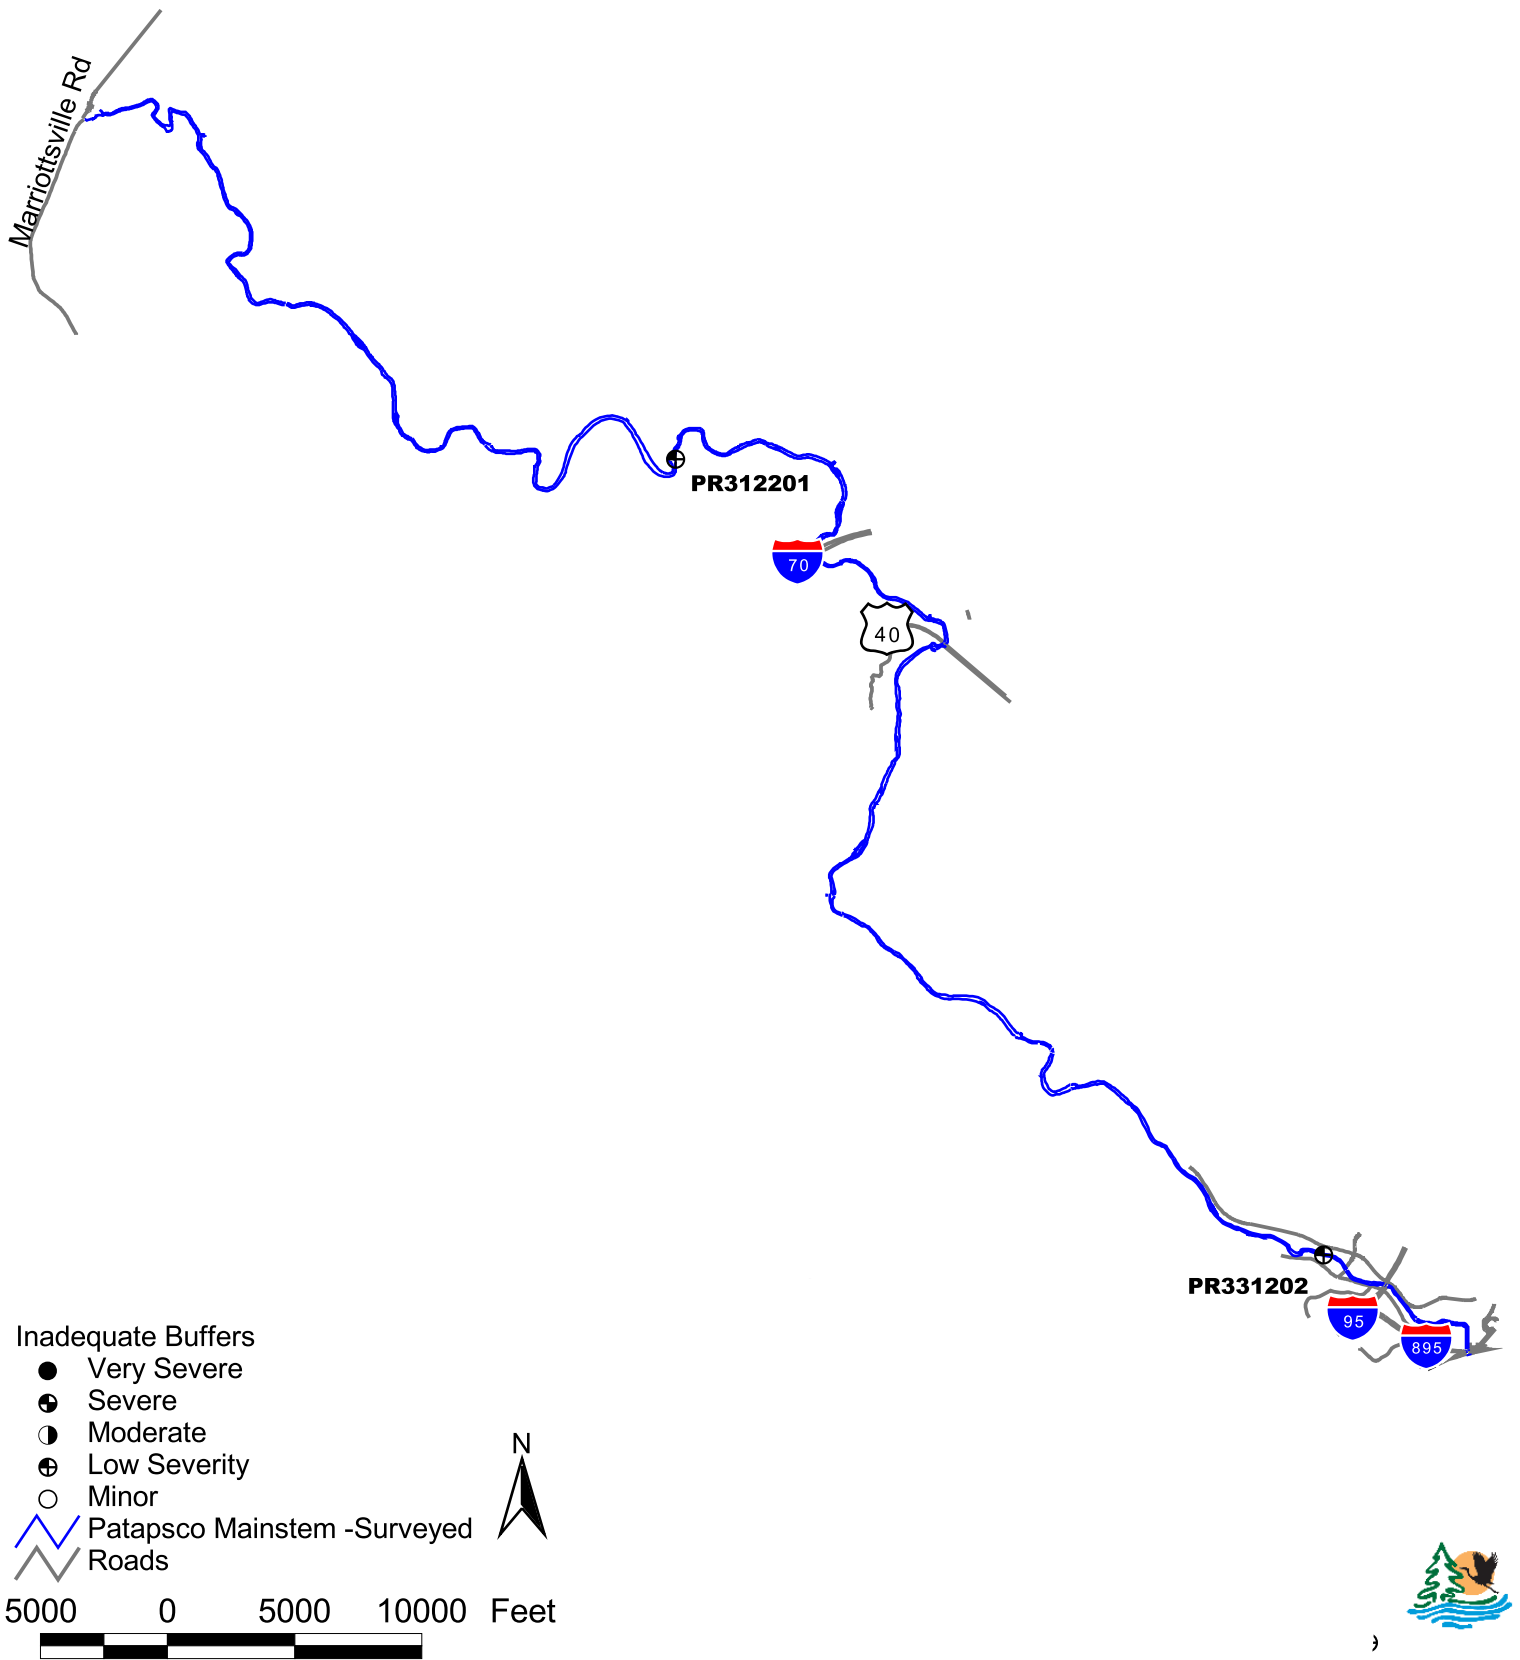 Marriottsville Rd
PR312201
70
40
PR331202
95
895
Inadequate Buffers
Very Severe
Severe
Moderate
Low Severity
Minor
Patapsco Mainstem -Surveyed
Roads
N
5000 0 5000 10000 Feet